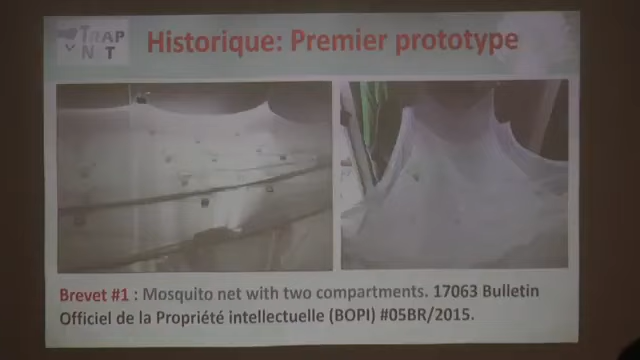 TRAP
N T
Historique: Premier prototype
Brevet #1 : Mosquito net with two compartments. 17063 Bulletin
Officiel de la Propriété intellectuelle (BOPI) #05BR/2015.